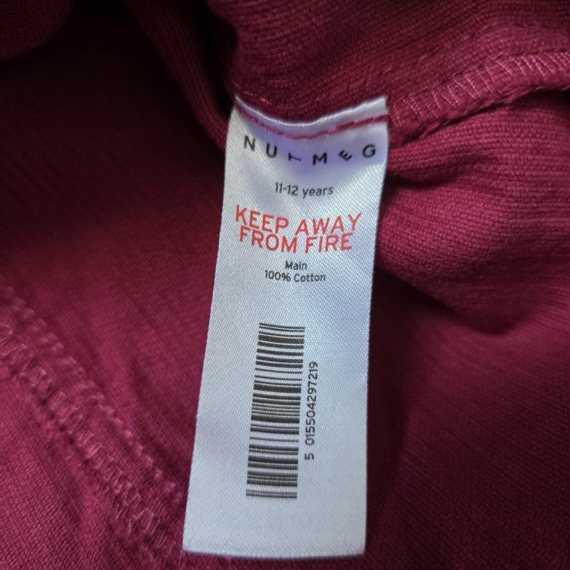 NUTMEG
11-12 years
KEEP AWAY
FROM FIRE
Main
100% Cotton
5 015504297219